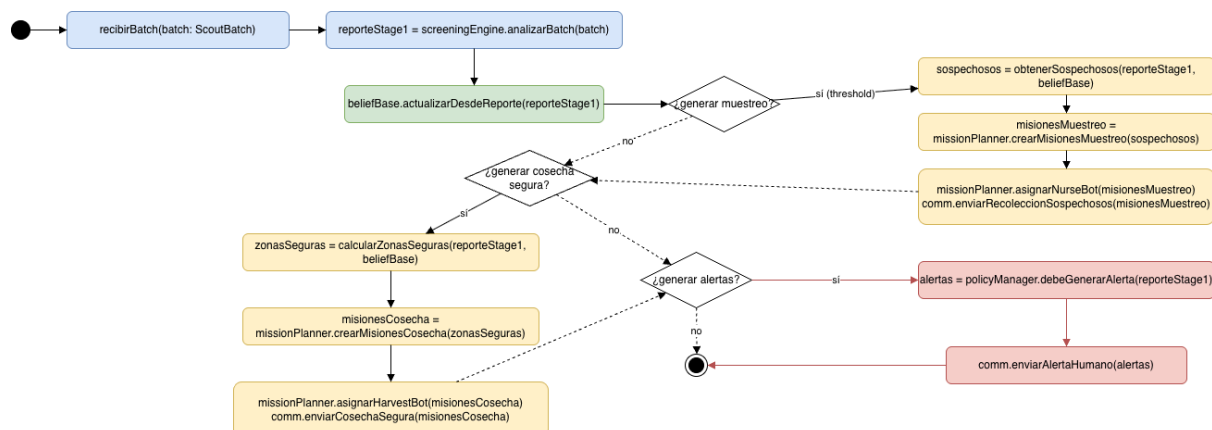 recibirBatch(batch: ScoutBatch)
reporteStage1 = screeningEngine.analizarBatch(batch)
sospechosos = obtenerSospechosos(reporteStage1,
beliefBase)
beliefBase.actualizarDesdeReporte(reporteStage1)
¿generar muestreo?
sí (threshold)
misionesMuestreo =
missionPlanner.crearMisionesMuestreo(sospechosos)
no
¿generar cosecha
segura?
missionPlanner.asignarNurseBot(misionesMuestreo)
comm.enviarRecoleccionSospechosos(misionesMuestreo)
sí
no
zonasSeguras = calcularZonasSeguras(reporteStage1,
beliefBase)
¿generar alertas?
sí
alertas = policyManager.debeGenerarAlerta(reporteStage1)
misionesCosecha =
missionPlanner.crearMisionesCosecha(zonasSeguras)
no
comm.enviarAlertaHumano(alertas)
missionPlanner.asignarHarvestBot(misionesCosecha)
comm.enviarCosechaSegura(misionesCosecha)